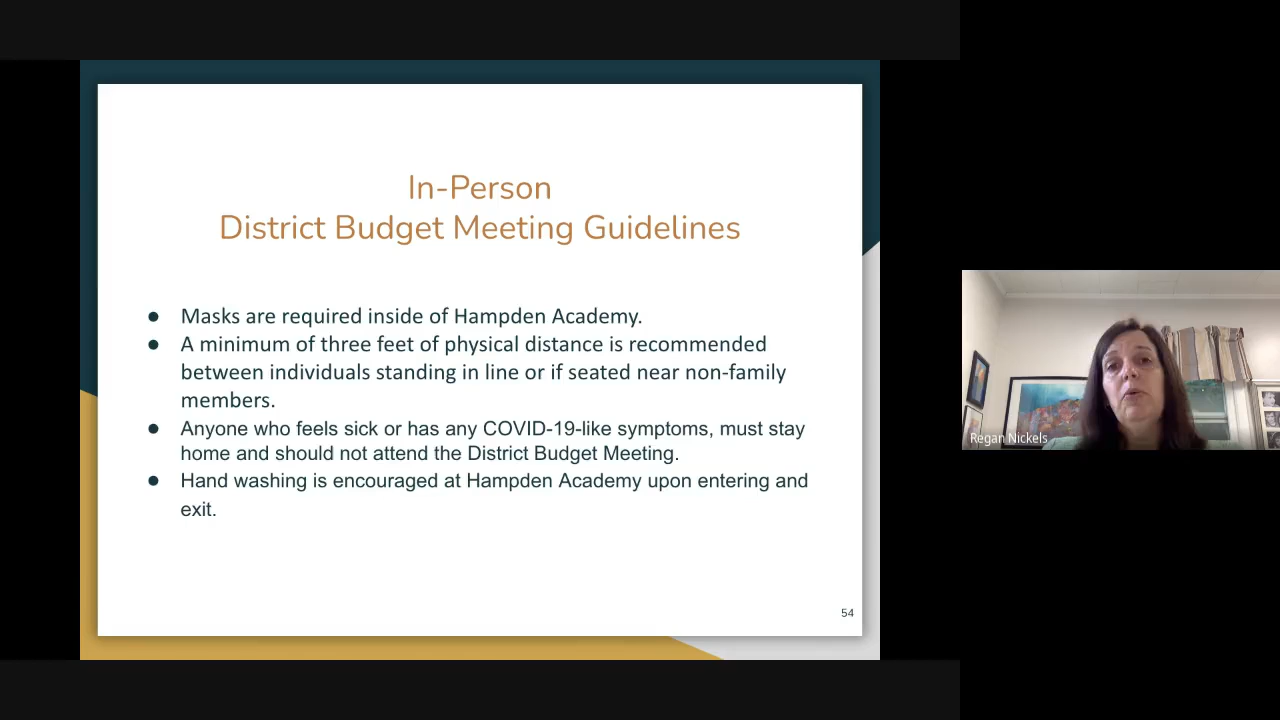 In-Person
District Budget Meeting Guidelines
● Masks are required inside of Hampden Academy.
● A minimum of three feet of physical distance is recommended
between individuals standing in line or if seated near non-family
members.
● Anyone who feels sick or has any COVID-19-like symptoms, must stay
home and should not attend the District Budget Meeting.
● Hand washing is encouraged at Hampden Academy upon entering and
exit.
54
Regan Nickels